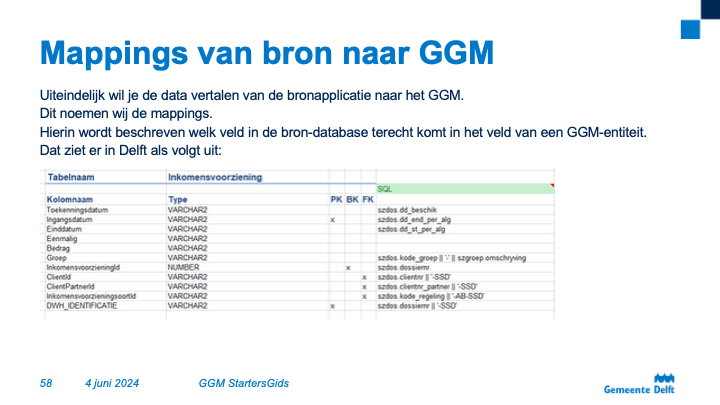 Mappings van bron naar GGM
Uiteindelijk wil je de data vertalen van de bronapplicatie naar het GGM.
Dit noemen wij de mappings.
Hierin wordt beschreven welk veld in de bron-database terecht komt in het veld van een GGM-entiteit.
Dat ziet er in Delft als volgt uit:
Tabelnaam Inkomensvoorziening
SQL
Kolomnaam Type PK BK FK
Toekenningsdatum VARCHAR2 szdos.dd_beschik
Ingangsdatum VARCHAR2 x szdos.dd_end_per_alg
Einddatum VARCHAR2 szdos.dd_st_per_alg
Eenmalig VARCHAR2
Bedrag VARCHAR2
Groep VARCHAR2 szdos.kode_groep || '-' || szgroep.omschryving
InkomensvoorzieningId NUMBER x szdos.dossiernr
ClientId VARCHAR2 x szdos.clientnr || '-SSD'
ClientPartnerId VARCHAR2 x szdos.clientnr_partner || '-SSD'
InkomensvoorzieningsoortId VARCHAR2 x szdos.kode_regeling || '-AB-SSD'
DWH_IDENTIFICATIE VARCHAR2 x szdos.dossiernr || '-SSD'
58 4 juni 2024 GGM StartersGids
Gemeente Delft